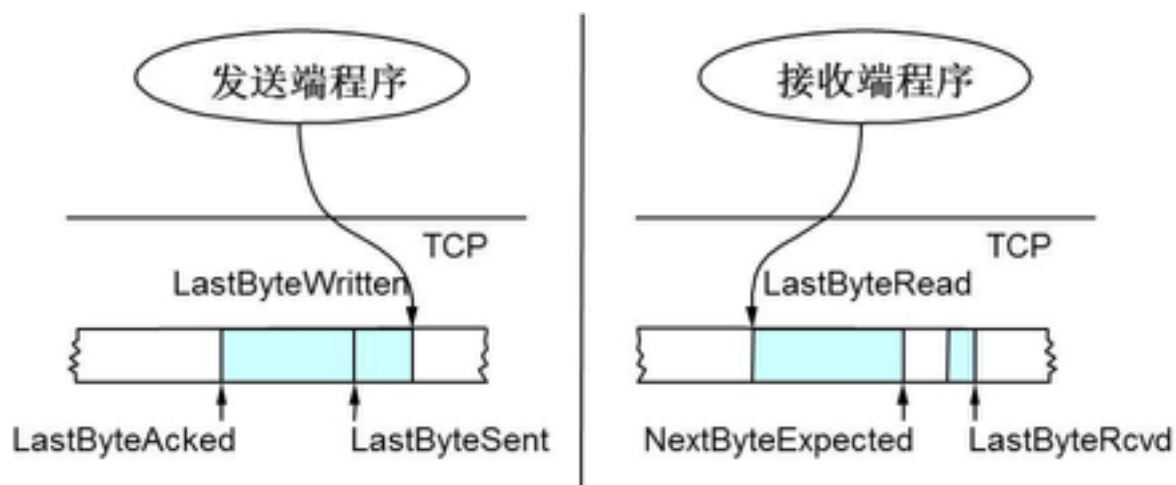 发送端程序
TCP
LastByteWritten
LastByteAcked
LastByteSent
接收端程序
TCP
LastByteRead
NextByteExpected
LastByteRcvd